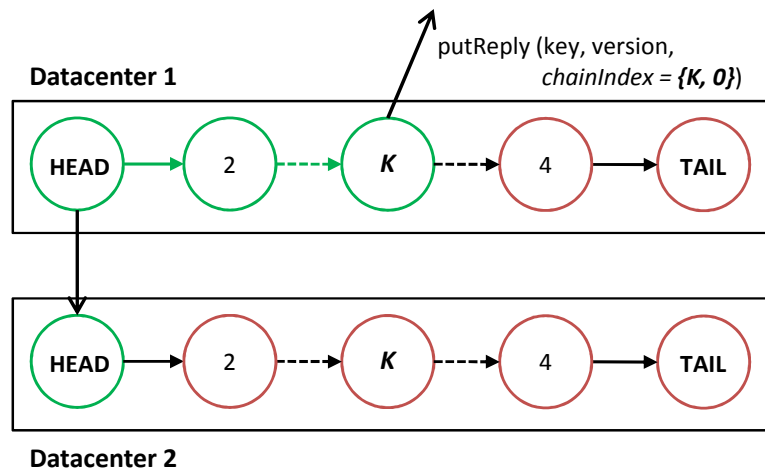 putReply (key, version,
chainIndex = {K, 0})
Datacenter 1
HEAD 2 K 4 TAIL
HEAD 2 K 4 TAIL
Datacenter 2